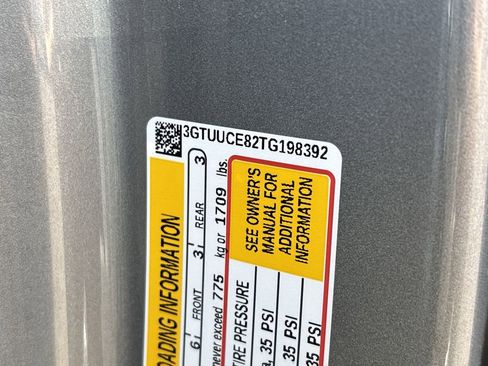 3GTUUCE82TG198392
OADING INFORMATION
6 FRONT 3 REAR 3
never exceed 775 kg or 1709 lbs.
SEE OWNER'S
MANUAL FOR
ADDITIONAL
INFORMATION
TIRE PRESSURE
a, 35 PSI
35 PSI
35 PSI